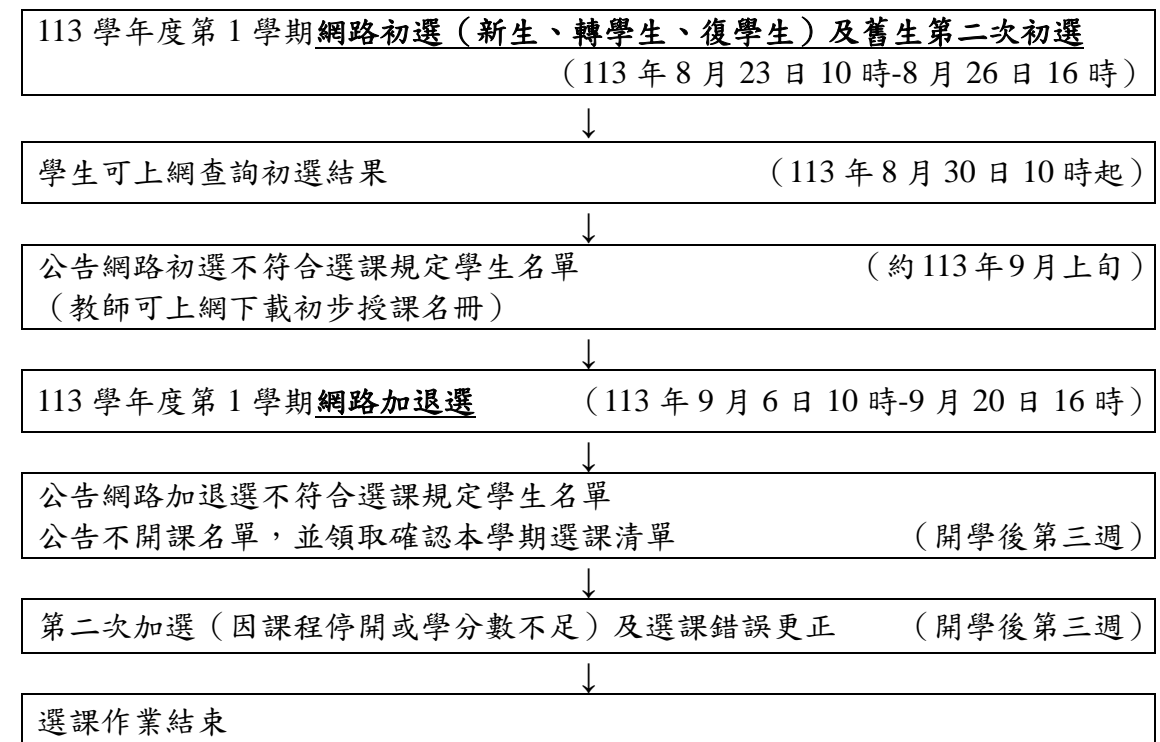 113 學年度第 1 學期網路初選（新生、轉學生、復學生）及舊生第二次初選
（113 年 8 月 23 日 10 時-8 月 26 日 16 時）
↓
學生可上網查詢初選結果 （113 年 8 月 30 日 10 時起）
↓
公告網路初選不符合選課規定學生名單 （約 113 年 9 月上旬）
（教師可上網下載初步授課名冊）
↓
113 學年度第 1 學期網路加退選 （113 年 9 月 6 日 10 時-9 月 20 日 16 時）
↓
公告網路加退選不符合選課規定學生名單
公告不開課名單，並領取確認本學期選課清單 （開學後第三週）
↓
第二次加選（因課程停開或學分數不足）及選課錯誤更正 （開學後第三週）
↓
選課作業結束